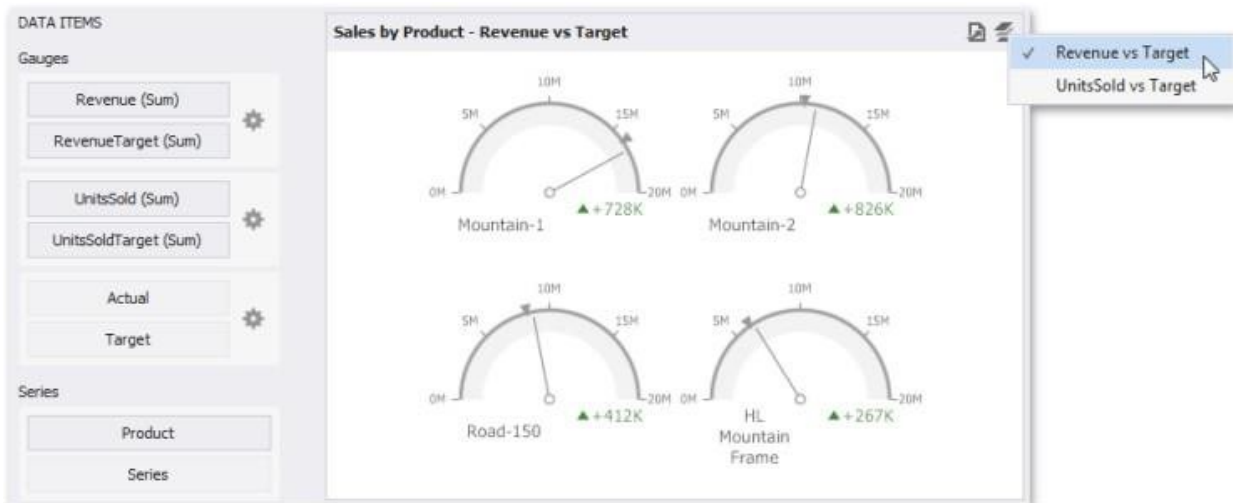 DATA ITEMS
Gauges
Revenue (Sum)
RevenueTarget (Sum)
UnitsSold (Sum)
UnitsSoldTarget (Sum)
Actual
Target
Series
Product
Series
Sales by Product - Revenue vs Target
Revenue vs Target
UnitsSold vs Target
0M
5M
10M
15M
20M
+728K
Mountain-1
0M
5M
10M
15M
20M
+826K
Mountain-2
0M
5M
10M
15M
20M
+412K
Road-150
0M
5M
10M
15M
20M
+267K
HL
Mountain
Frame